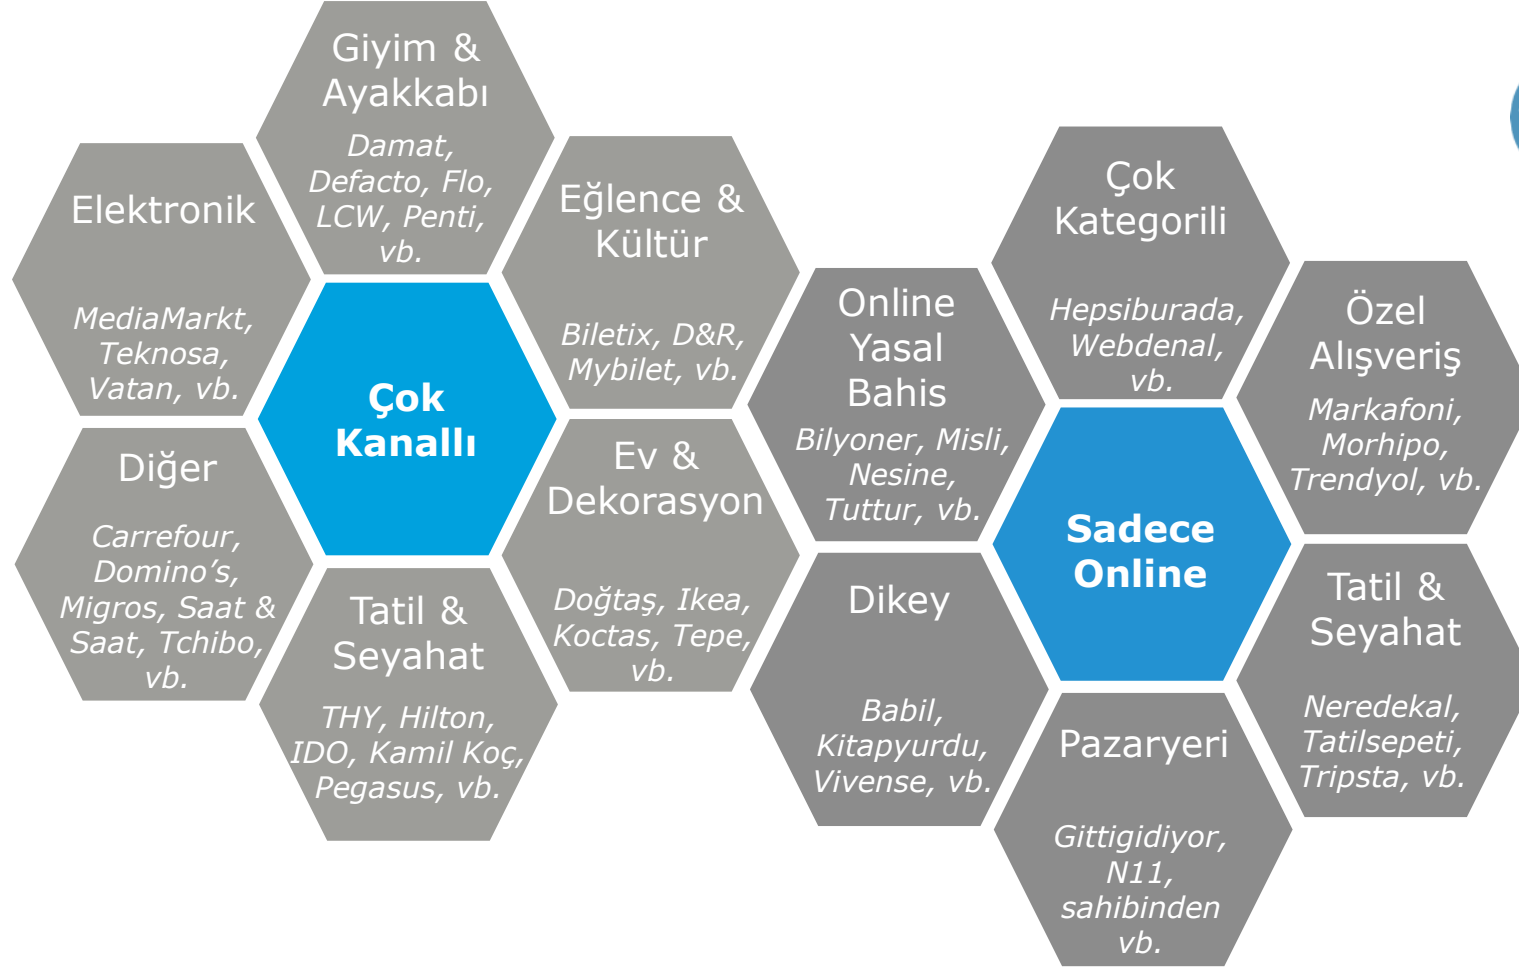 Giyim &
Ayakkabı
Damat,
Defacto, Flo,
LCW, Penti,
vb.
Elektronik
MediaMarkt,
Teknosa,
Vatan, vb.
Eğlence &
Kültür
Biletix, D&R,
Mybilet, vb.
Çok
Kanallı
Diğer
Carrefour,
Domino’s,
Migros, Saat &
Saat, Tchibo,
vb.
Ev &
Dekorasyon
Doğtaş, Ikea,
Koctas, Tepe,
vb.
Tatil &
Seyahat
THY, Hilton,
IDO, Kamil Koç,
Pegasus, vb.
Çok
Kategorili
Hepsiburada,
Webdenal,
vb.
Online
Yasal
Bahis
Bilyoner, Misli,
Nesine,
Tuttur, vb.
Özel
Alışveriş
Markafoni,
Morhipo,
Trendyol, vb.
Sadece
Online
Dikey
Babil,
Kitapyurdu,
Vivense, vb.
Tatil &
Seyahat
Neredekal,
Tatilsepeti,
Tripsta, vb.
Pazaryeri
Gittigidiyor,
N11,
sahibinden
vb.